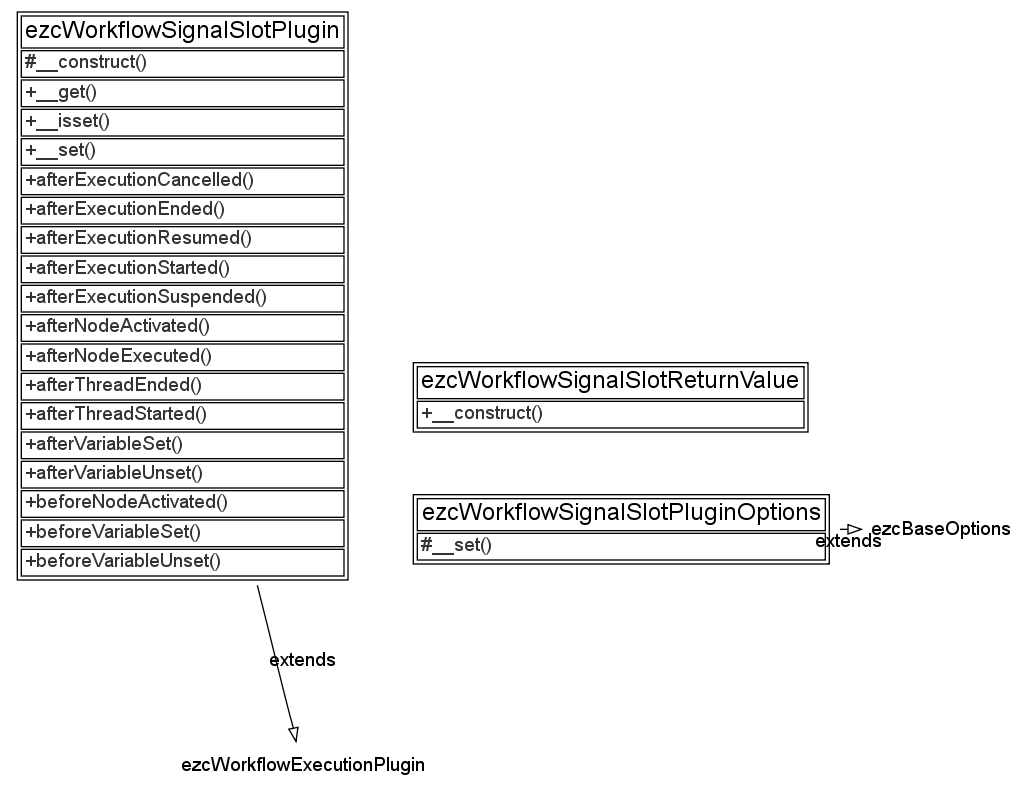 ezcWorkflowSignalSlotPlugin
#__construct()
+__get()
+__isset()
+__set()
+afterExecutionCancelled()
+afterExecutionEnded()
+afterExecutionResumed()
+afterExecutionStarted()
+afterExecutionSuspended()
+afterNodeActivated()
+afterNodeExecuted()
+afterThreadEnded()
+afterThreadStarted()
+afterVariableSet()
+afterVariableUnset()
+beforeNodeActivated()
+beforeVariableSet()
+beforeVariableUnset()
extends
ezcWorkflowExecutionPlugin
ezcWorkflowSignalSlotReturnValue
+__construct()
ezcWorkflowSignalSlotPluginOptions
#__set()
extends
ezcBaseOptions